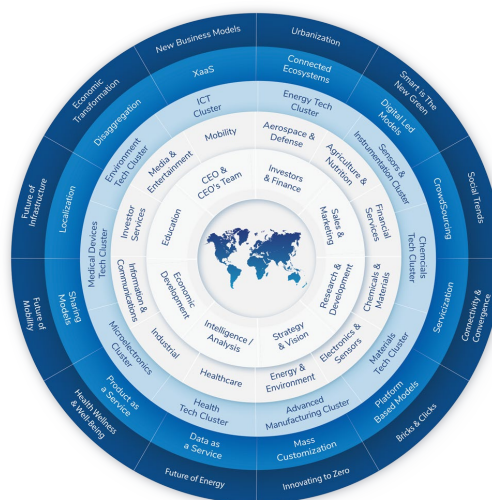 New Business Models
Urbanization
Smart is The
New Green
Social Trends
Connectivity &
Convergence
Bricks & Clicks
Innovating to Zero
Future of Energy
Health Wellness
& Well-Being
Future of
Mobility
Future of
Infrastructure
Economic
Transformation
XaaS
Connected
Ecosystems
Digital Led
Models
CrowdSourcing
Servicization
Platform
Based Models
Mass
Customization
Data as
a Service
Product as
a Service
Sharing
Models
Localization
Disaggregation
ICT
Cluster
Energy Tech
Cluster
Sensors &
Instrumentation Cluster
Chemcials
Tech Cluster
Materials
Tech Cluster
Advanced
Manufacturing Cluster
Health
Tech Cluster
Microelectronics
Cluster
Medical Devices
Tech Cluster
Environment
Tech Cluster
Mobility
Aerospace &
Defense
Agriculture &
Nutrition
Financial
Services
Chemicals &
Materials
Electronics &
Sensors
Energy &
Environment
Healthcare
Industrial
Information &
Communications
Investor
Services
Media &
Entertainment
CEO &
CEO's Team
Investors
& Finance
Sales &
Marketing
Research &
Development
Strategy
& Vision
Intelligence /
Analysis
Economic
Development
Education